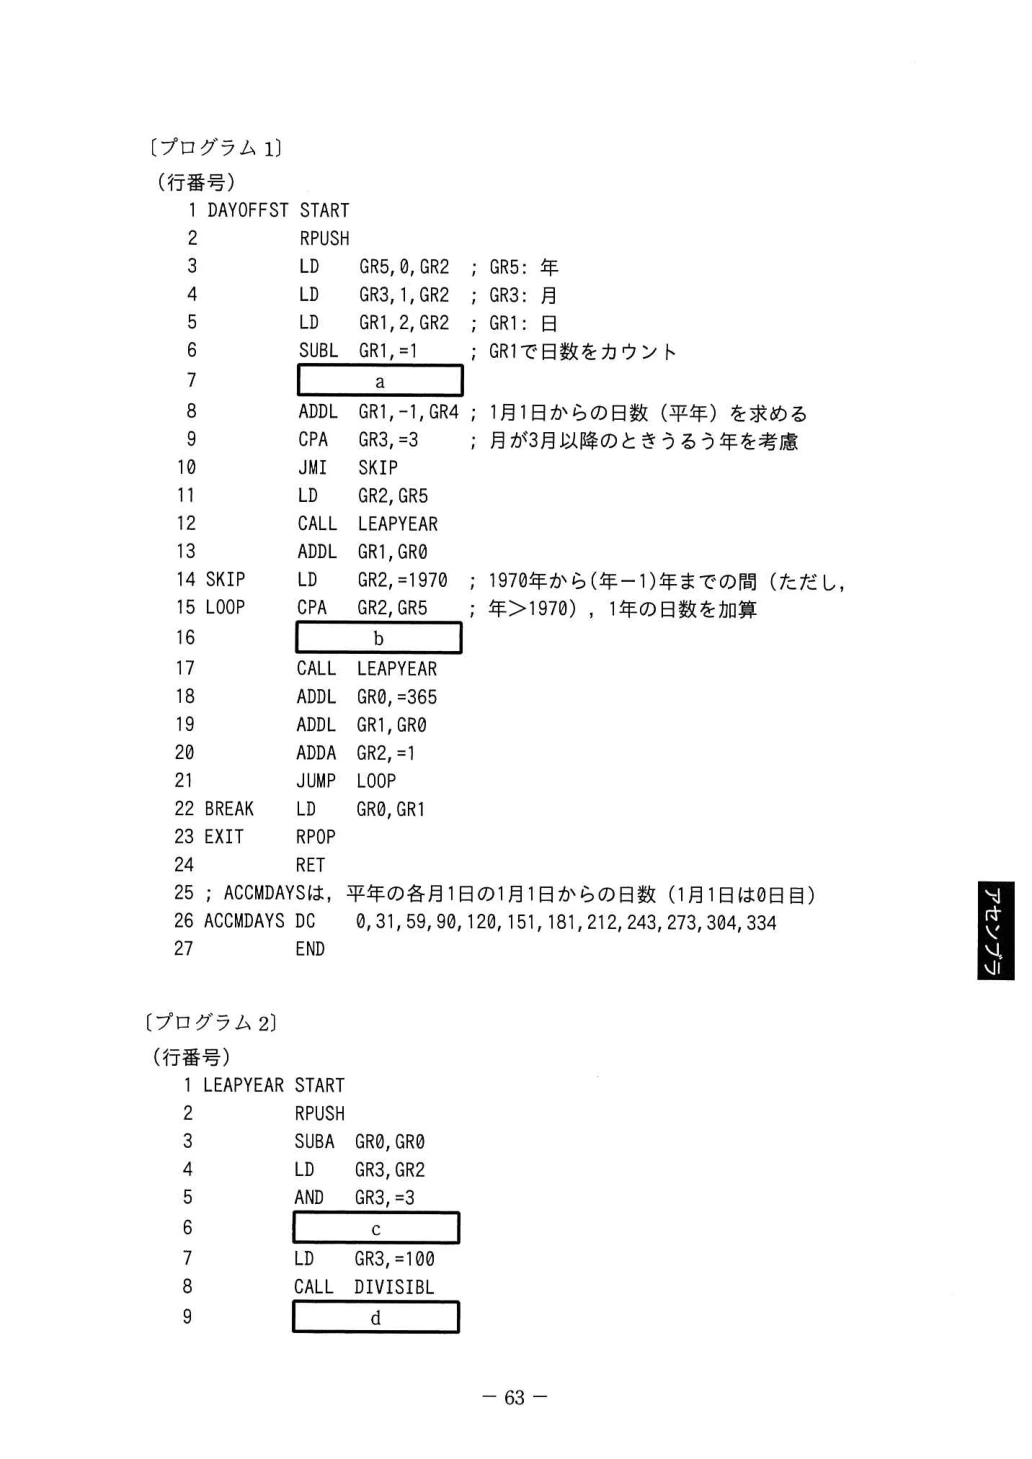 〔プログラム 1〕
（行番号）
1 DAYOFFST START
2 RPUSH
3 LD GR5,0,GR2 ; GR5: 年
4 LD GR3,1,GR2 ; GR3: 月
5 LD GR1,2,GR2 ; GR1: 日
6 SUBL GR1,=1 ; GR1で日数をカウント
7 a
8 ADDL GR1,-1,GR4 ; 1月1日からの日数（平年）を求める
9 CPA GR3,=3 ; 月が3月以降のときうるう年を考慮
10 JMI SKIP
11 LD GR2,GR5
12 CALL LEAPYEAR
13 ADDL GR1,GR0
14 SKIP LD GR2,=1970 ; 1970年から(年−1)年までの間（ただし，
15 LOOP CPA GR2,GR5 ; 年＞1970），1年の日数を加算
16 b
17 CALL LEAPYEAR
18 ADDL GR0,=365
19 ADDL GR1,GR0
20 ADDA GR2,=1
21 JUMP LOOP
22 BREAK LD GR0,GR1
23 EXIT RPOP
24 RET
25 ; ACCMDAYSは，平年の各月1日の1月1日からの日数（1月1日は0日目）
26 ACCMDAYS DC 0,31,59,90,120,151,181,212,243,273,304,334
27 END
アセンブラ
〔プログラム 2〕
（行番号）
1 LEAPYEAR START
2 RPUSH
3 SUBA GR0,GR0
4 LD GR3,GR2
5 AND GR3,=3
6 c
7 LD GR3,=100
8 CALL DIVISIBL
9 d
− 63 −